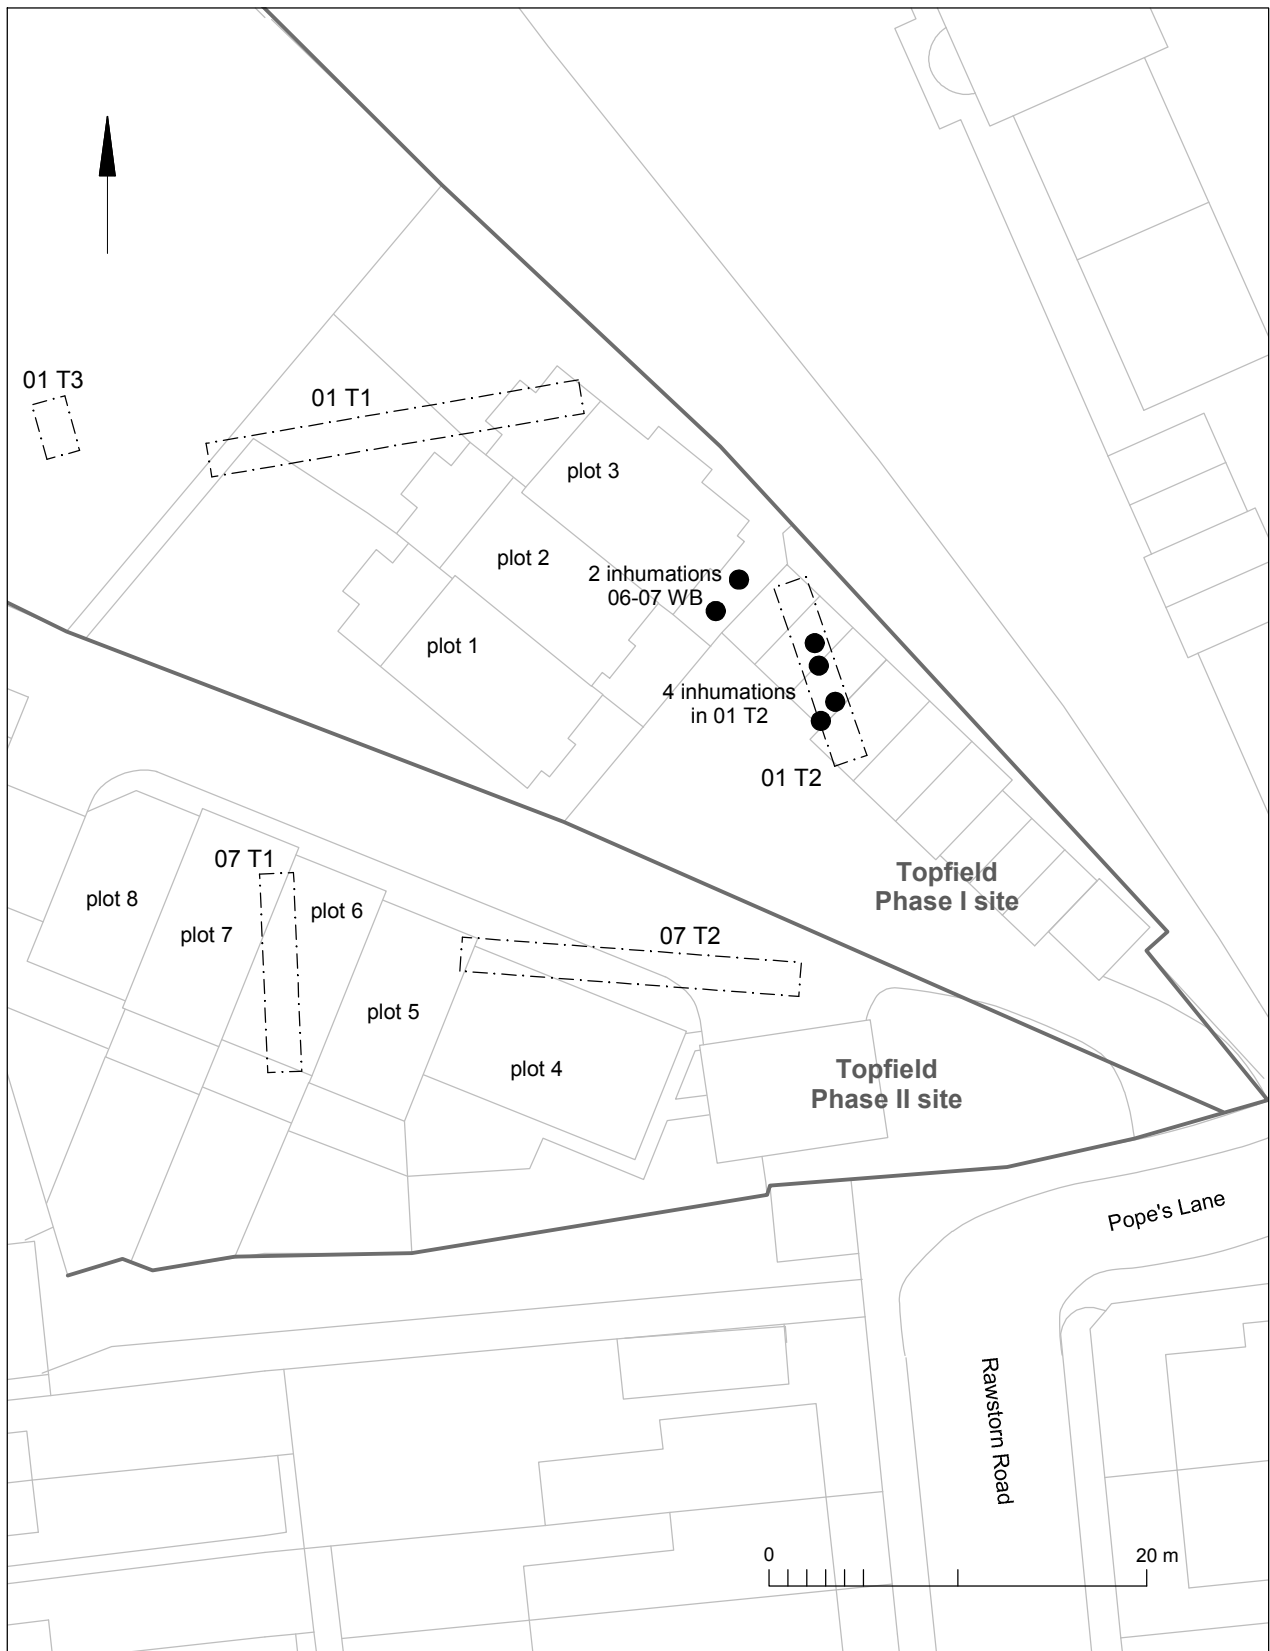 01 T3
01 T1
plot 3
plot 2
2 inhumations
06-07 WB
plot 1
4 inhumations
in 01 T2
01 T2
07 T1
Topfield
Phase I site
plot 8
plot 6
plot 7
07 T2
plot 5
plot 4
Topfield
Phase II site
Pope's Lane
Rawstorn Road
0
20 m